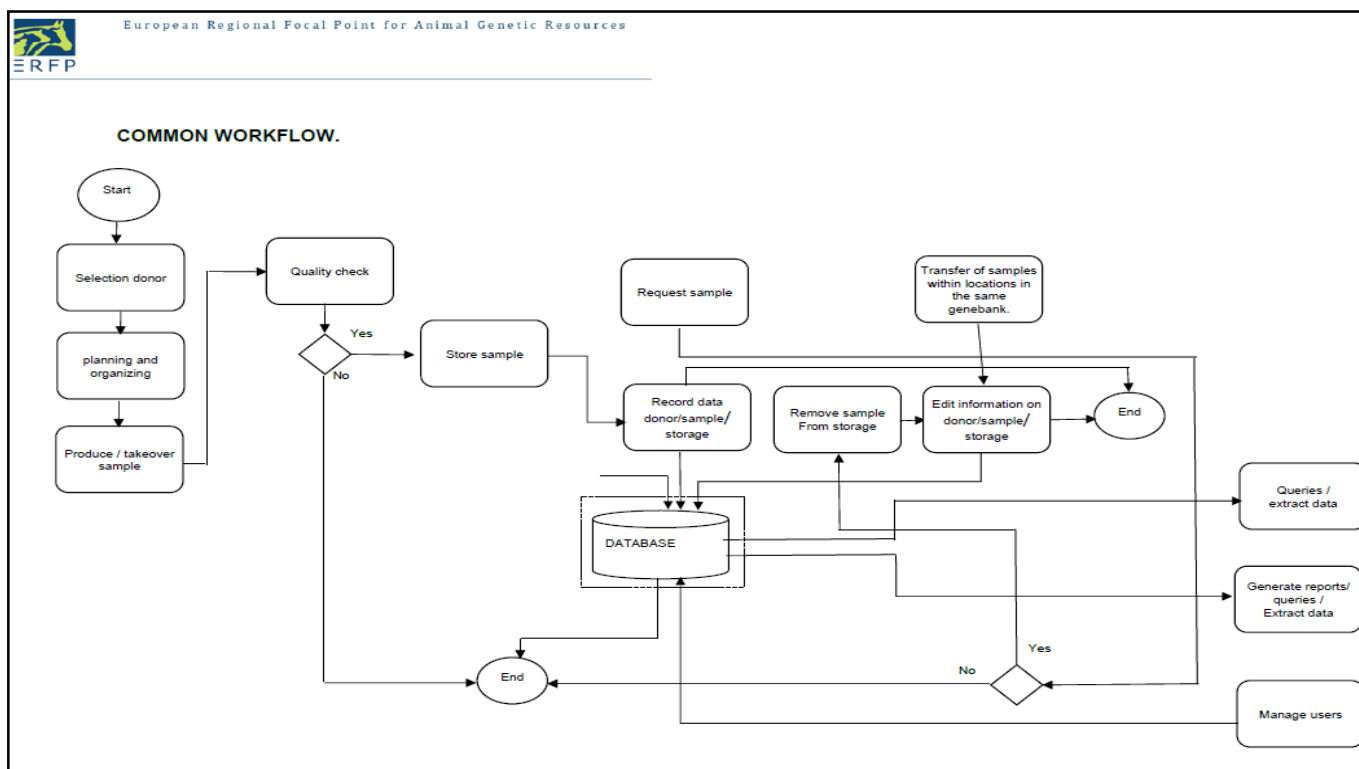 European Regional Focal Point for Animal Genetic Resources
ERFP
COMMON WORKFLOW.
Start
Selection donor
planning and
organizing
Produce / takeover
sample
Quality check
Yes
No
Store sample
Request sample
Transfer of samples
within locations in
the same
genebank.
Record data
donor/sample/
storage
Remove sample
From storage
Edit information on
donor/sample/
storage
End
DATABASE
Queries /
extract data
Generate reports/
queries /
Extract data
Yes
No
End
Manage users